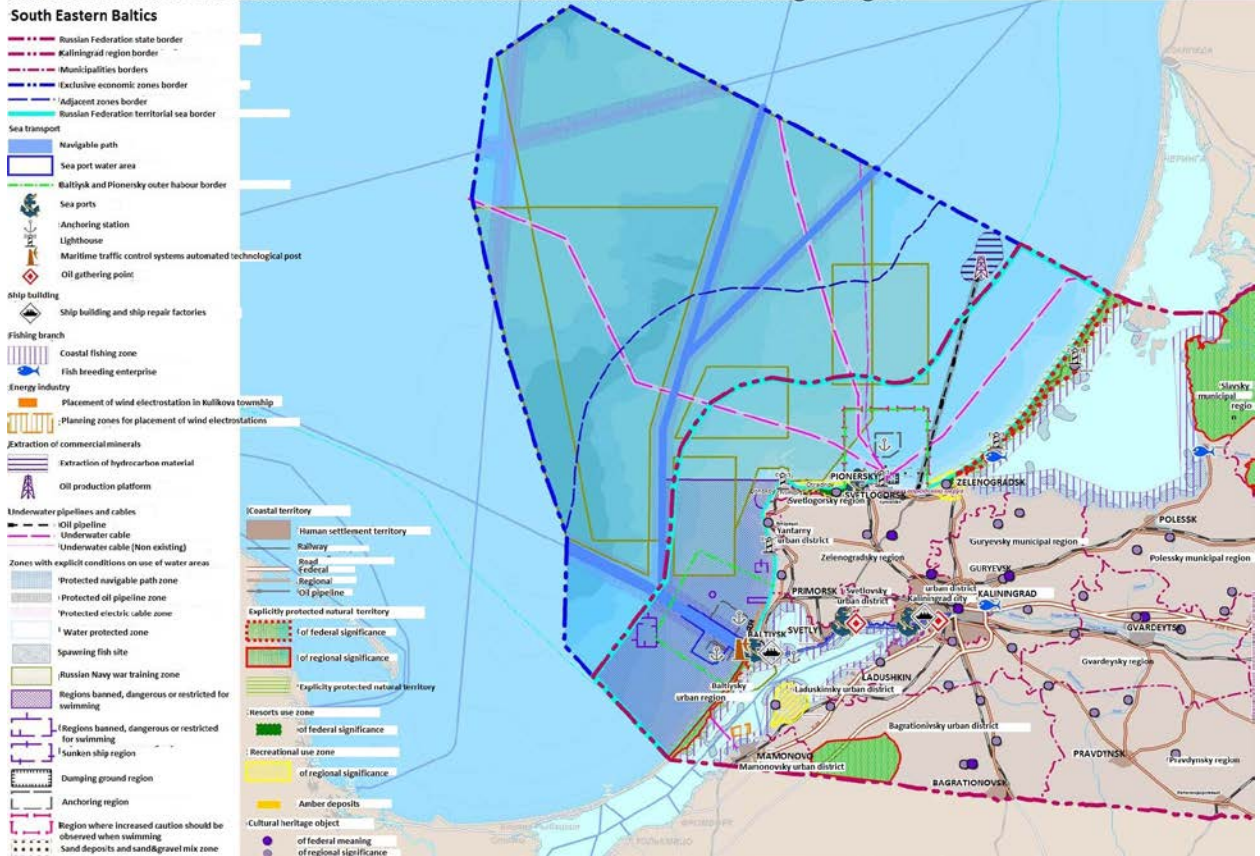 South Eastern Baltics
Russian Federation state border
Kaliningrad region border
Municipalities borders
Exclusive economic zones border
Adjacent zones border
Russian Federation territorial sea border
Sea transport
Navigable path
Sea port water area
Baltiysk and Pionersky outer habour border
Sea ports
Anchoring station
Lighthouse
Maritime traffic control systems automated technological post
Oil gathering point
Ship building
Ship building and ship repair factories
Fishing branch
Coastal fishing zone
Fish breeding enterprise
Energy industry
Placement of wind electrostation in Kulikova township
Planning zones for placement of wind electrostations
Extraction of commercial minerals
Extraction of hydrocarbon material
Oil production platform
Underwater pipelines and cables
Oil pipeline
Underwater cable
Underwater cable (Non existing)
Zones with explicit conditions on use of water areas
Protected navigable path zone
Protected oil pipeline zone
Protected electric cable zone
Water protected zone
Spawring fish site
Russian Navy war training zone
Regions banned, dangerous or restricted for
swimming
Regions banned, dangerous or restricted
for swimming
Sunken ship region
Damping ground region
Anchoring region
Region where increased caution should be
observed when swimming
Sand deposits and sand&gravel mix zone
Coastal territory
Human settlement territory
Railway
Road
Federal
Regional
Oil pipeline
Explicitly protected natural territory
of federal significance
of regional significance
Explicity protected natural territory
Resorts use zone
of federal significance
Recreational use zone
of regional significance
Amber deposits
Cultural heritage object
of federal meaning
of regional significance
ЧЕРИНГА
Slavsky
municipal
regio
PIONERSKY
SVETLOGORSK
Svetlogorsky region
ZELENOGRADSK
Yantarny
urban district
Zelenogradsky region
Guryevsky municipal region
POLESSK
Polessky municipal region
GURYEVSK
PRIMORSK
Svetlovsky
urban district
urban district
Kaliningrad city
KALININGRAD
GVARDEYTSK
SVETLY
BALTIYSK
Gvardeysky region
Baltiysky
urban region
LADUSHKIN
Laduskinsky urban district
Bagrationivsky urban district
MAMONOVO
Mamonovsky urban district
PRAVDYNSK
Pravdynsky region
BAGRATIONOVSK